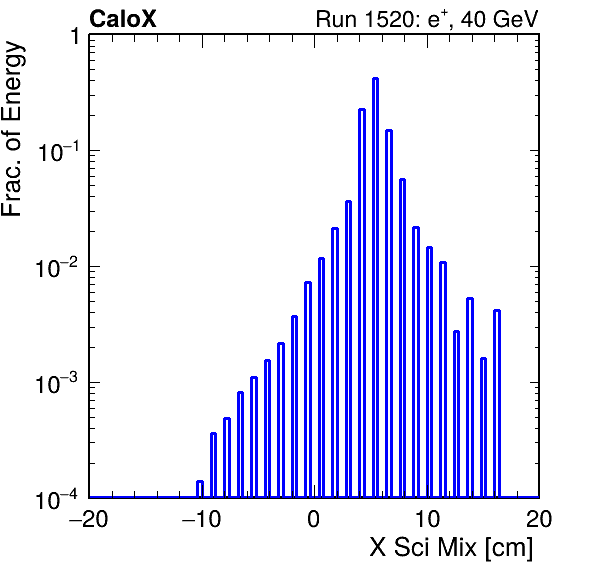 CaloX Run 1520: e⁺, 40 GeV
Frac. of Energy
1
10⁻¹
10⁻²
10⁻³
10⁻⁴
−20 −10 0 10 20
X Sci Mix [cm]